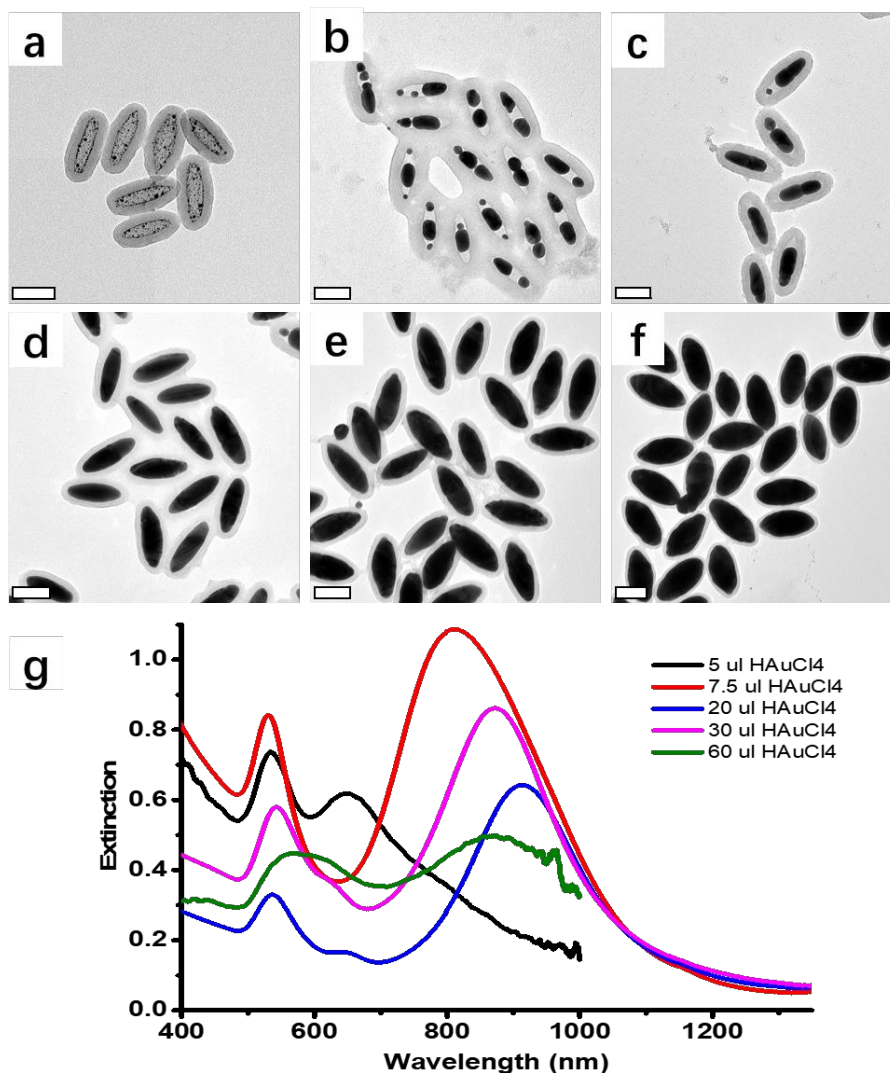 a
b
c
d
e
f
g
1.0
0.8
0.6
0.4
0.2
0.0
Extinction
400
600
800
1000
1200
Wavelength (nm)
5 ul HAuCl4
7.5 ul HAuCl4
20 ul HAuCl4
30 ul HAuCl4
60 ul HAuCl4